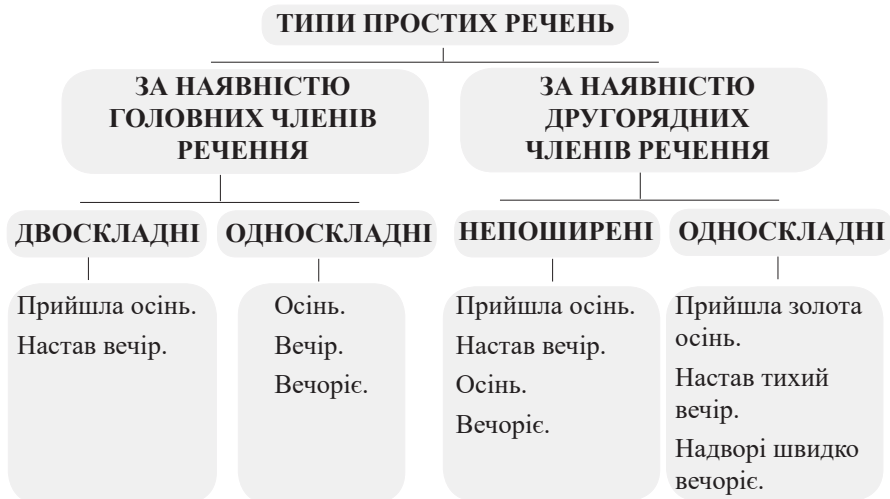 ТИПИ ПРОСТИХ РЕЧЕНЬ
ЗА НАЯВНІСТЮ
ГОЛОВНИХ ЧЛЕНІВ
РЕЧЕННЯ
ЗА НАЯВНІСТЮ
ДРУГОРЯДНИХ
ЧЛЕНІВ РЕЧЕННЯ
ДВОСКЛАДНІ
ОДНОСКЛАДНІ
НЕПОШИРЕНІ
ОДНОСКЛАДНІ
Прийшла осінь.
Настав вечір.
Осінь.
Вечір.
Вечоріє.
Прийшла осінь.
Настав вечір.
Осінь.
Вечоріє.
Прийшла золота
осінь.
Настав тихий
вечір.
Надворі швидко
вечоріє.